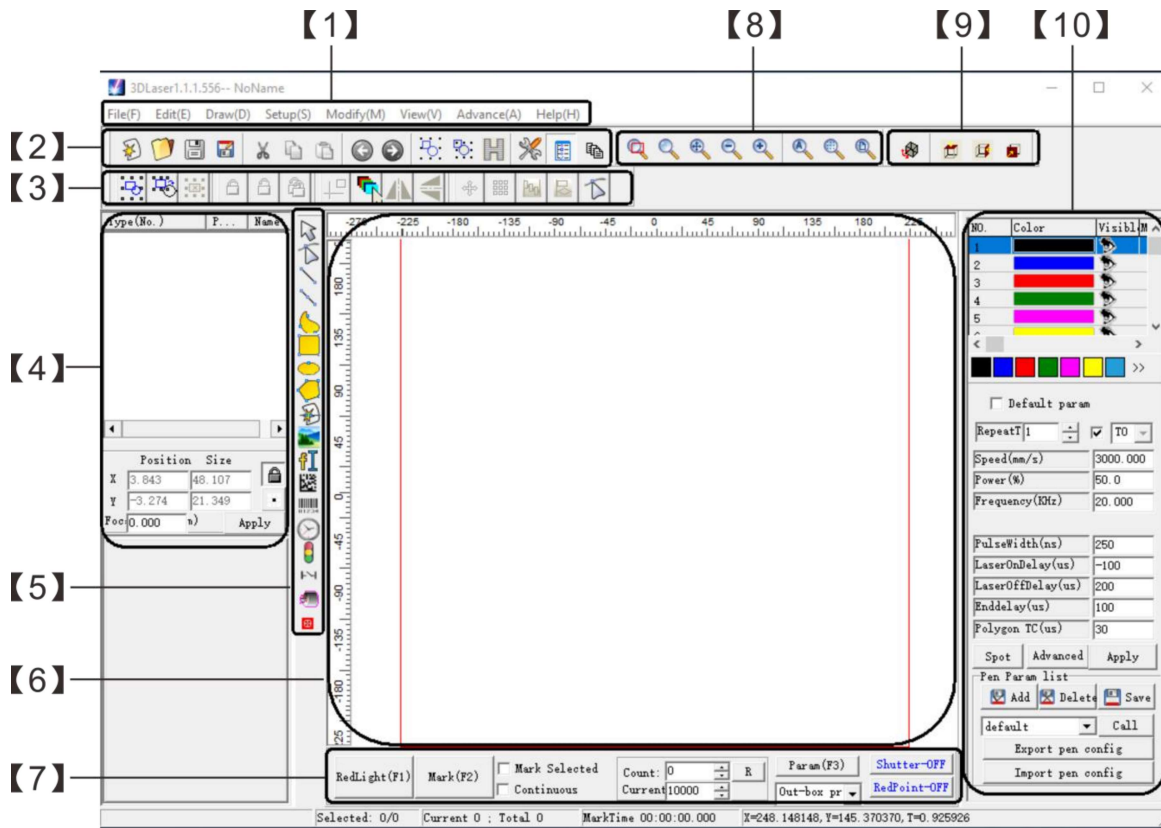 【1】 【8】 【9】 【10】
3DLaser1.1.1.556-- NoName
File(F) Edit(E) Draw(D) Setup(S) Modify(M) View(V) Advance(A) Help(H)
【2】
【3】
Type(No.) P... Name
-225 -180 -135 -90 -45 0 45 90 135 180
NO. Color Visibl M
1
2
3
4
5
180
135
90
45
0
-45
-90
-135
-180
【4】
Default param
RepeatT 1 T0
Speed(mm/s) 3000.000
Power(%) 50.0
Frequency(KHz) 20.000
Position Size
X 3.843 48.107
Y -3.274 21.349
Foc 0.000 m) Apply
PulseWidth(ns) 250
LaserOnDelay(us) -100
LaserOffDelay(us) 200
Enddelay(us) 100
Polygon TC(us) 30
【5】
Spot Advanced Apply
【6】
Pen Param list
Add Delete Save
default Call
Export pen config
Import pen config
【7】
RedLight(F1) Mark(F2) Mark Selected Count: 0 R Param(F3) Shutter-OFF
Continuous Current 10000 Out-box pr RedPoint-OFF
Selected: 0/0 Current 0 ; Total 0 MarkTime 00:00:00.000 X=248.148148, Y=145.370370, T=0.925926